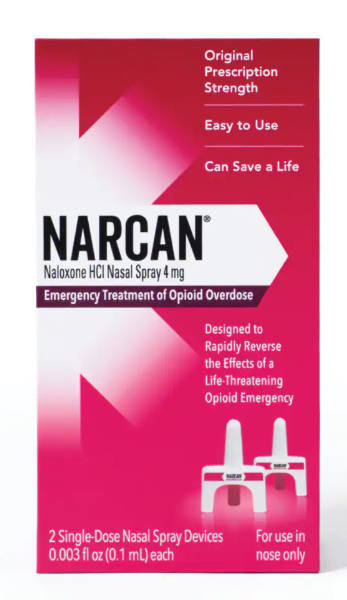 Original
Prescription
Strength
Easy to Use
Can Save a Life
NARCAN®
Naloxone HCl Nasal Spray 4 mg
Emergency Treatment of Opioid Overdose
Designed to
Rapidly Reverse
the Effects of a
Life-Threatening
Opioid Emergency
NARCAN
NARCAN
2 Single-Dose Nasal Spray Devices
0.003 fl oz (0.1 mL) each
For use in
nose only